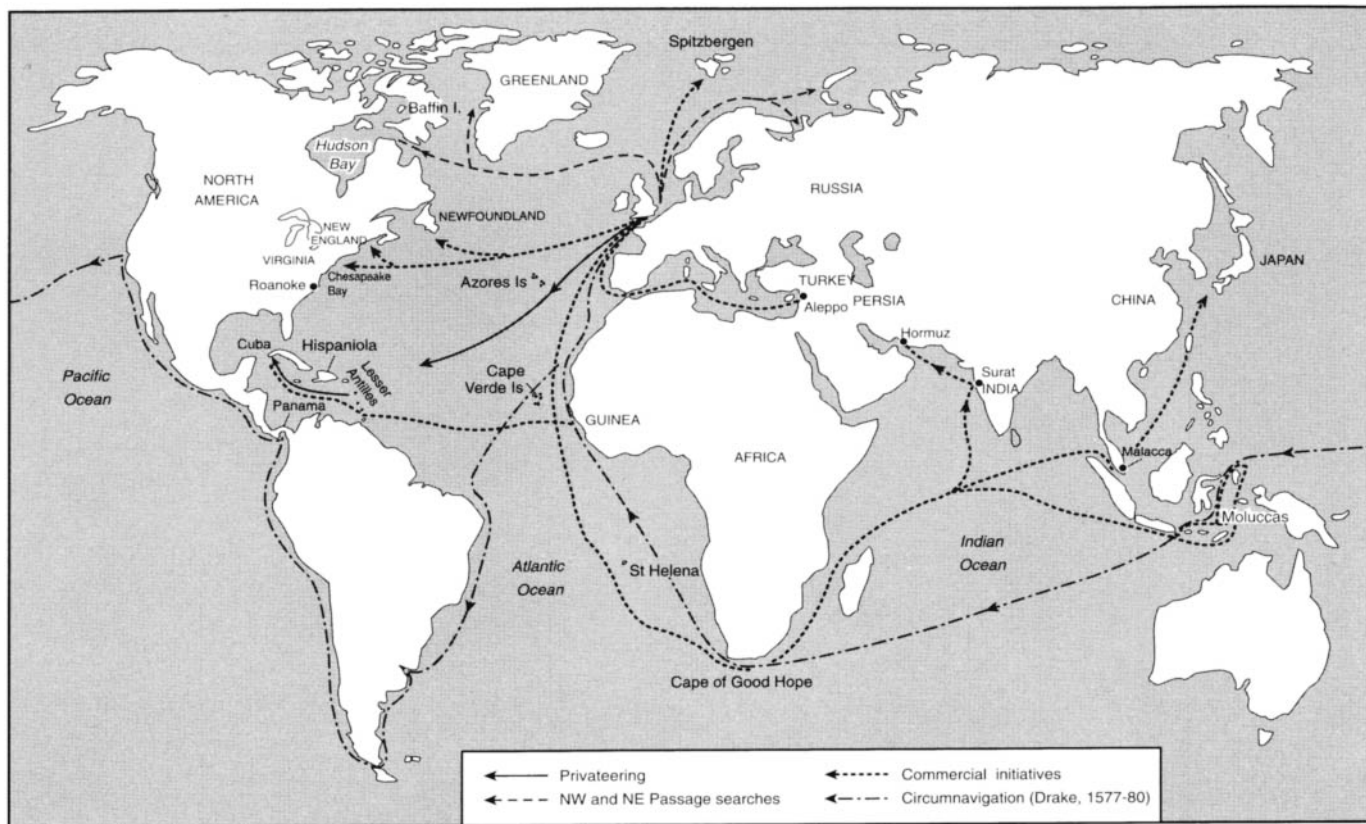 Spitzbergen
GREENLAND
Baffin I.
Hudson
Bay
NORTH
AMERICA
RUSSIA
NEWFOUNDLAND
NEW
ENGLAND
VIRGINIA
Chesapeake
Bay
Roanoke
Azores Is
TURKEY
Aleppo
PERSIA
CHINA
JAPAN
Hormuz
Surat
INDIA
Cuba
Hispaniola
Lesser
Antilles
Cape
Verde Is
Pacific
Ocean
Panama
GUINEA
AFRICA
Malacca
Moluccas
Atlantic
Ocean
St Helena
Indian
Ocean
Cape of Good Hope
Privateering
NW and NE Passage searches
Commercial initiatives
Circumnavigation (Drake, 1577-80)